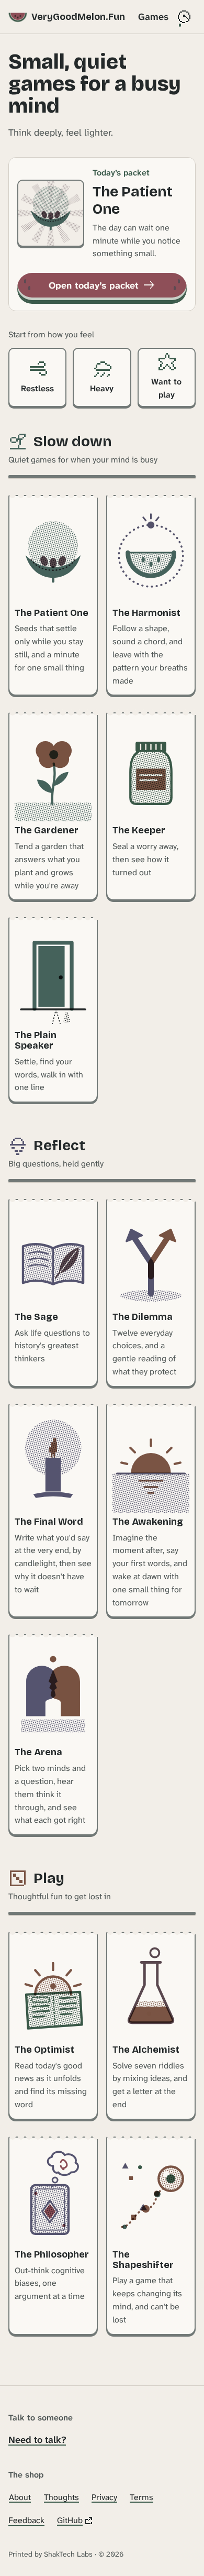 VeryGoodMelon.Fun Games
Small, quiet
games for a busy
mind
Think deeply, feel lighter.
Today's packet
The Patient
One
The day can wait one
minute while you notice
something small.
Open today's packet →
Start from how you feel
Restless
Heavy
Want to
play
Slow down
Quiet games for when your mind is busy
The Patient One
Seeds that settle
only while you stay
still, and a minute
for one small thing
The Harmonist
Follow a shape,
sound a chord, and
leave with the
pattern your breaths
made
The Gardener
Tend a garden that
answers what you
plant and grows
while you're away
The Keeper
Seal a worry away,
then see how it
turned out
The Plain
Speaker
Settle, find your
words, walk in with
one line
Reflect
Big questions, held gently
The Sage
Ask life questions to
history's greatest
thinkers
The Dilemma
Twelve everyday
choices, and a
gentle reading of
what they protect
The Final Word
Write what you'd say
at the very end, by
candlelight, then see
why it doesn't have
to wait
The Awakening
Imagine the
moment after, say
your first words, and
wake at dawn with
one small thing for
tomorrow
The Arena
Pick two minds and
a question, hear
them think it
through, and see
what each got right
Play
Thoughtful fun to get lost in
The Optimist
Read today's good
news as it unfolds
and find its missing
word
The Alchemist
Solve seven riddles
by mixing ideas, and
get a letter at the
end
The Philosopher
Out-think cognitive
biases, one
argument at a time
The
Shapeshifter
Play a game that
keeps changing its
mind, and can't be
lost
Talk to someone
Need to talk?
The shop
About Thoughts Privacy Terms
Feedback GitHub
Printed by ShakTech Labs · © 2026